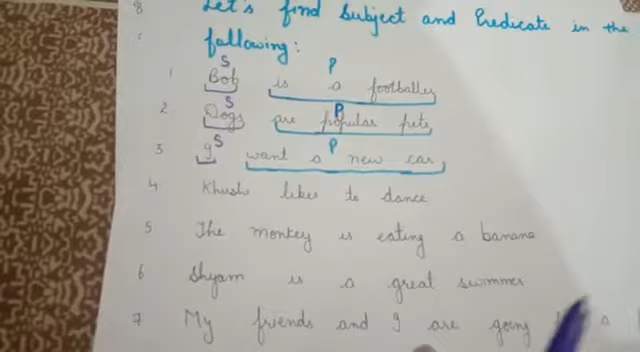 8 Let's find Subject and Predicate in the
following:
S P
1 Bob is a footballer
S P
2 Dogs are popular pets
S P
3 I want a new car
4 Khushi likes to dance
5 The monkey is eating a banana
6 Shyam is a great swimmer
7 My friends and I are going a